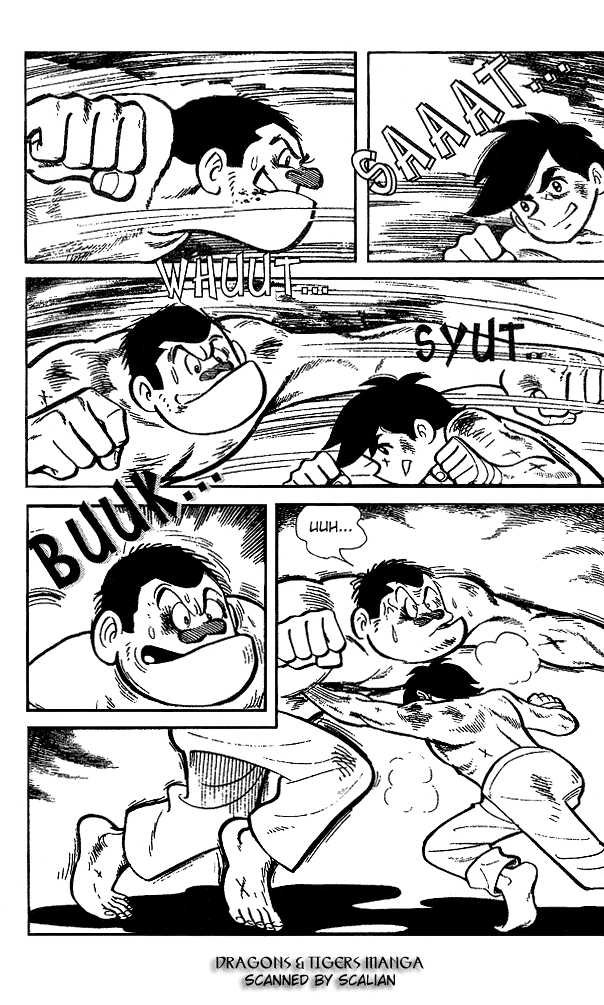 SAAAT...
WHUUT...
SYUT..
BUUK...
UUH...
DRAGONS & TIGERS MANGA
SCANNED BY SCALIAN